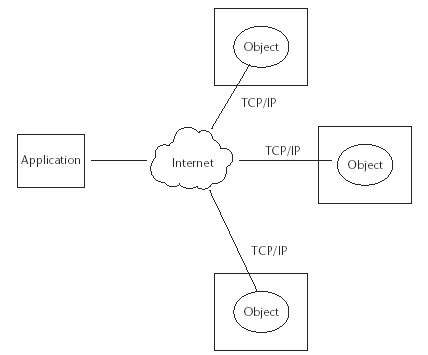 Object
TCP/IP
Application
Internet
TCP/IP
Object
TCP/IP
Object